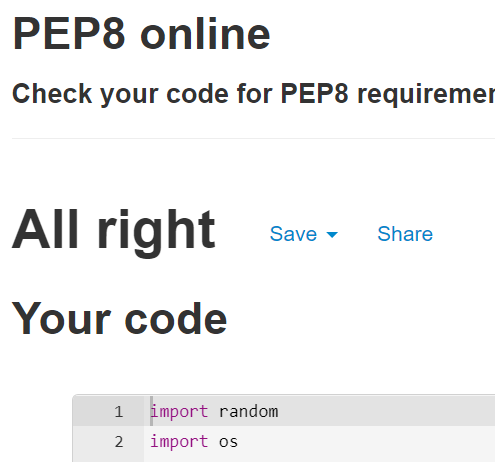 PEP8 online
Check your code for PEP8
All right Save Share
Your code
1 import random
2 import os